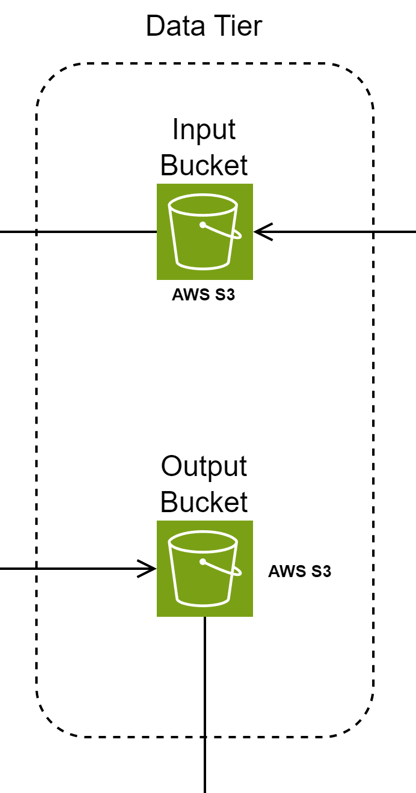 Data Tier
Input
Bucket
AWS S3
Output
Bucket
AWS S3